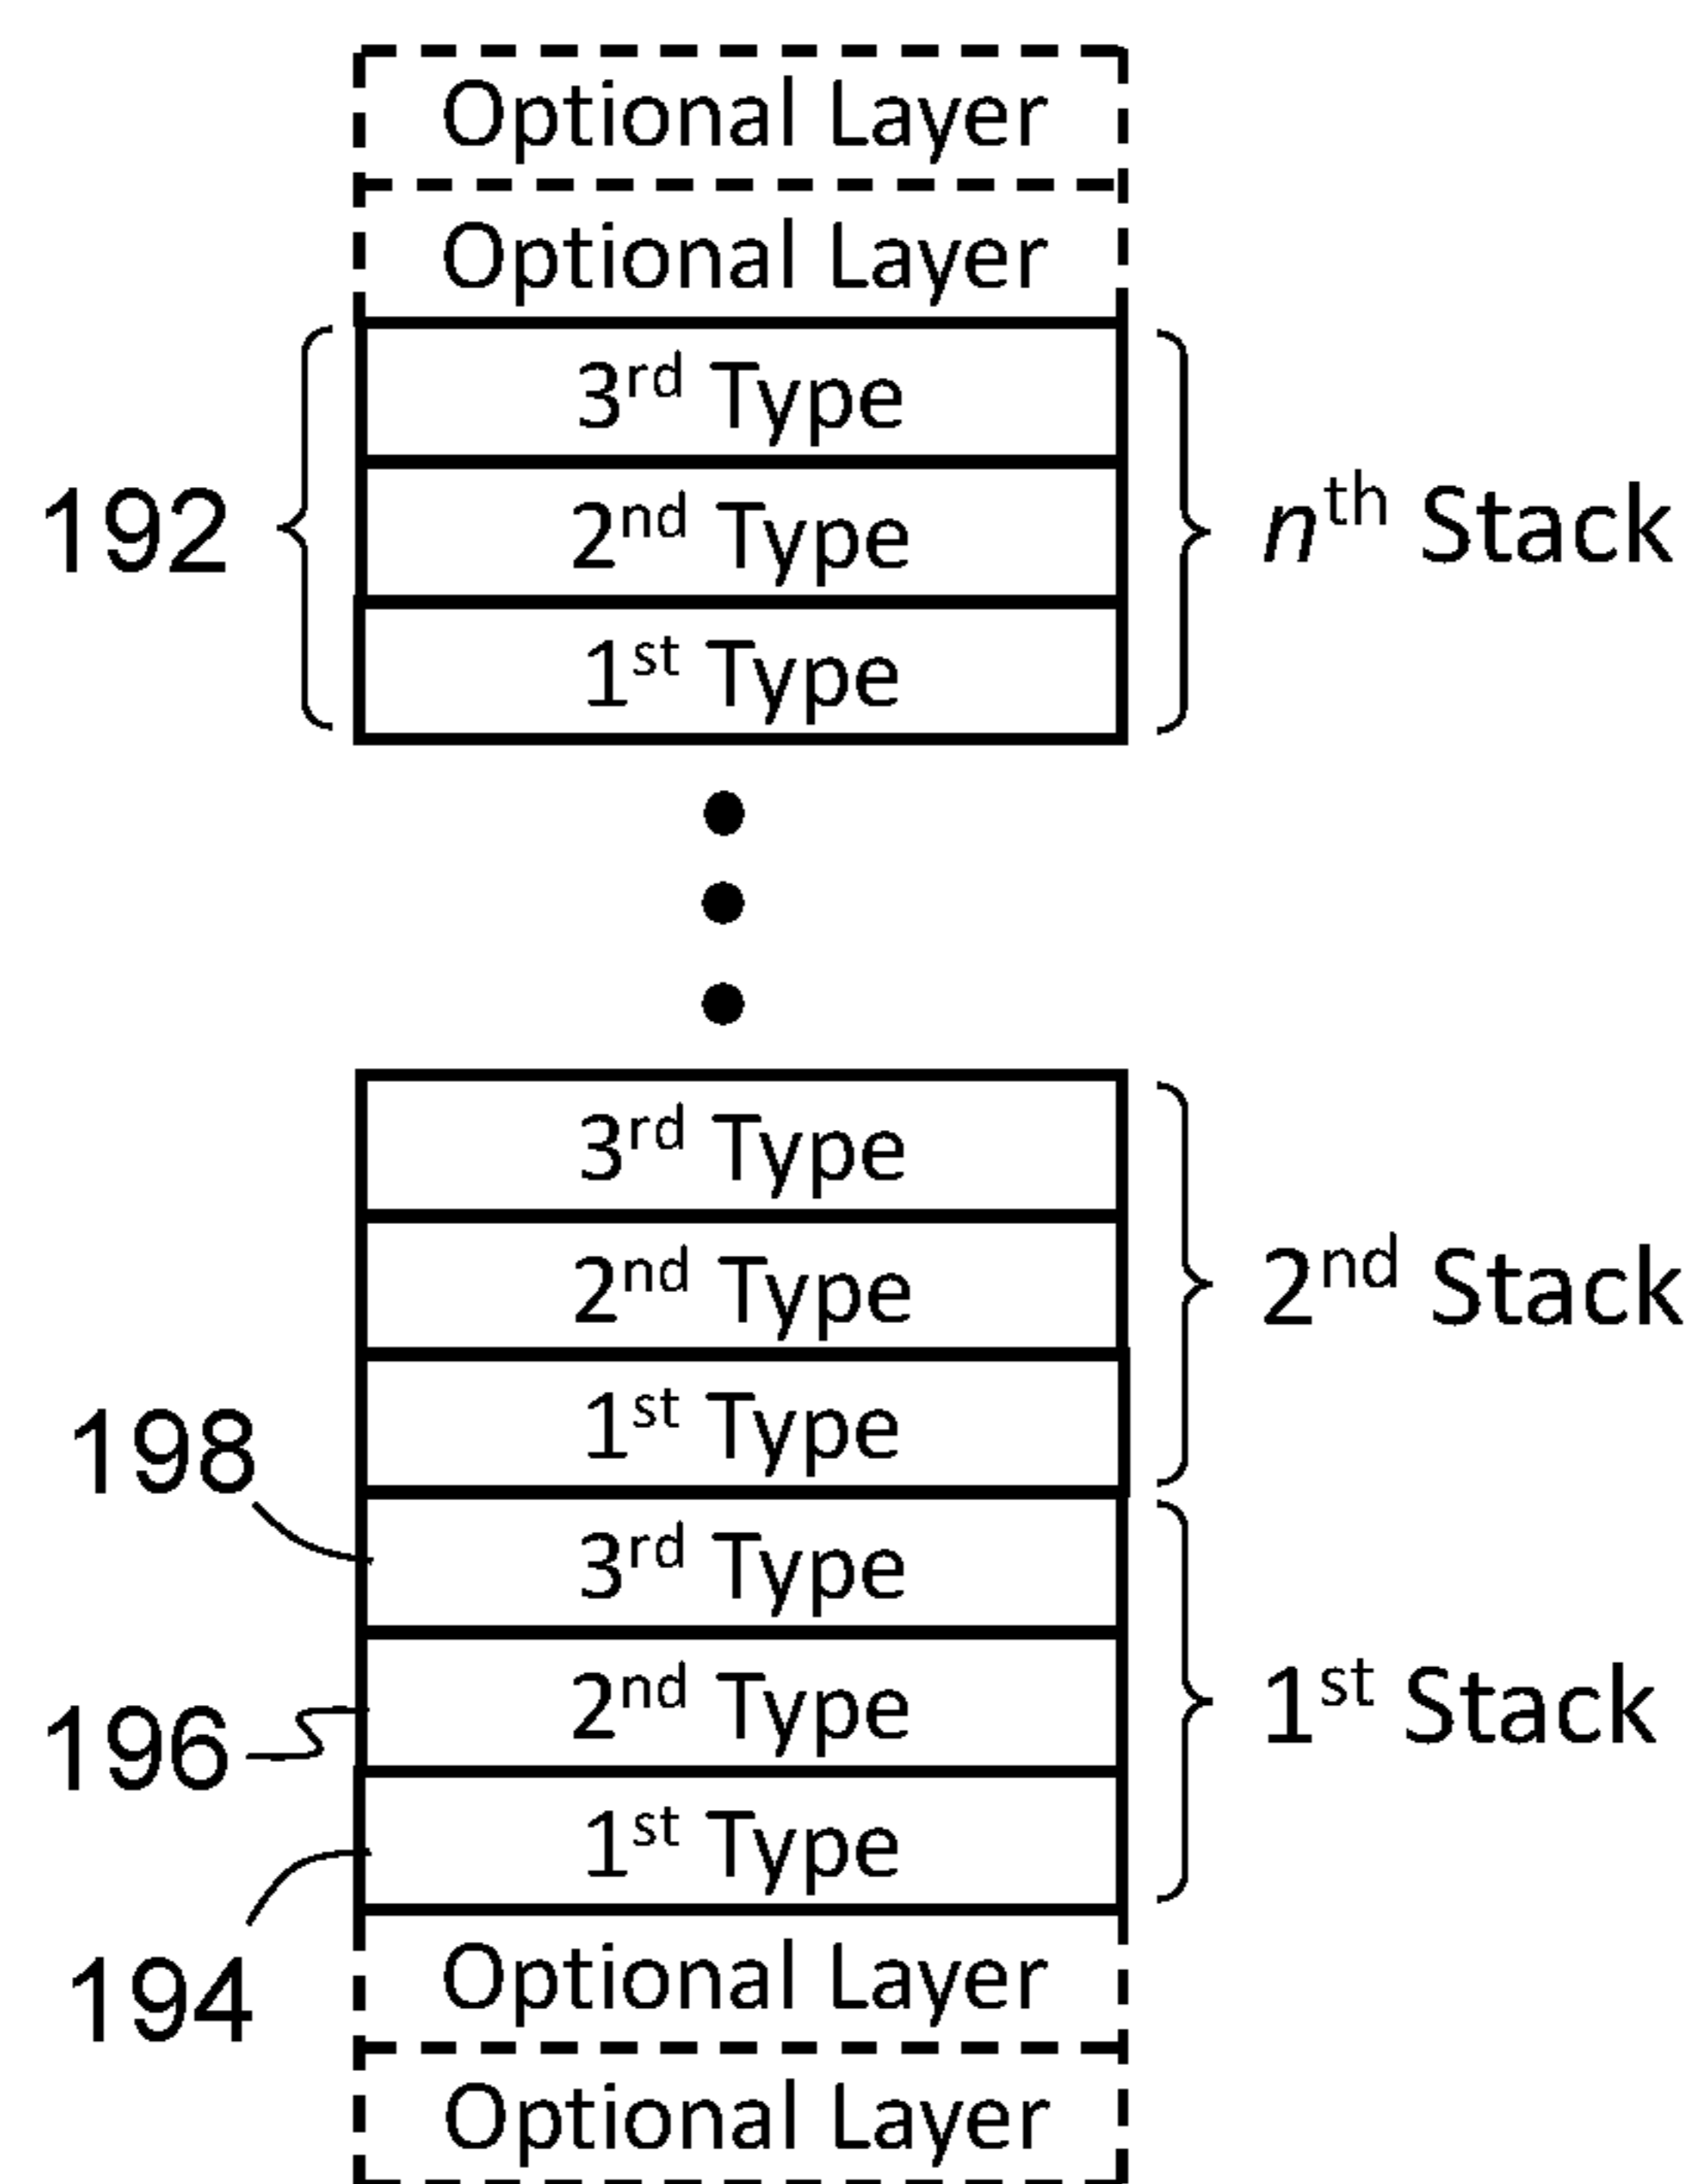 Optional Layer
Optional Layer
3rd Type
192
2nd Type
nth Stack
1st Type
3rd Type
2nd Type
2nd Stack
1st Type
198
3rd Type
196
2nd Type
1st Stack
1st Type
194
Optional Layer
Optional Layer